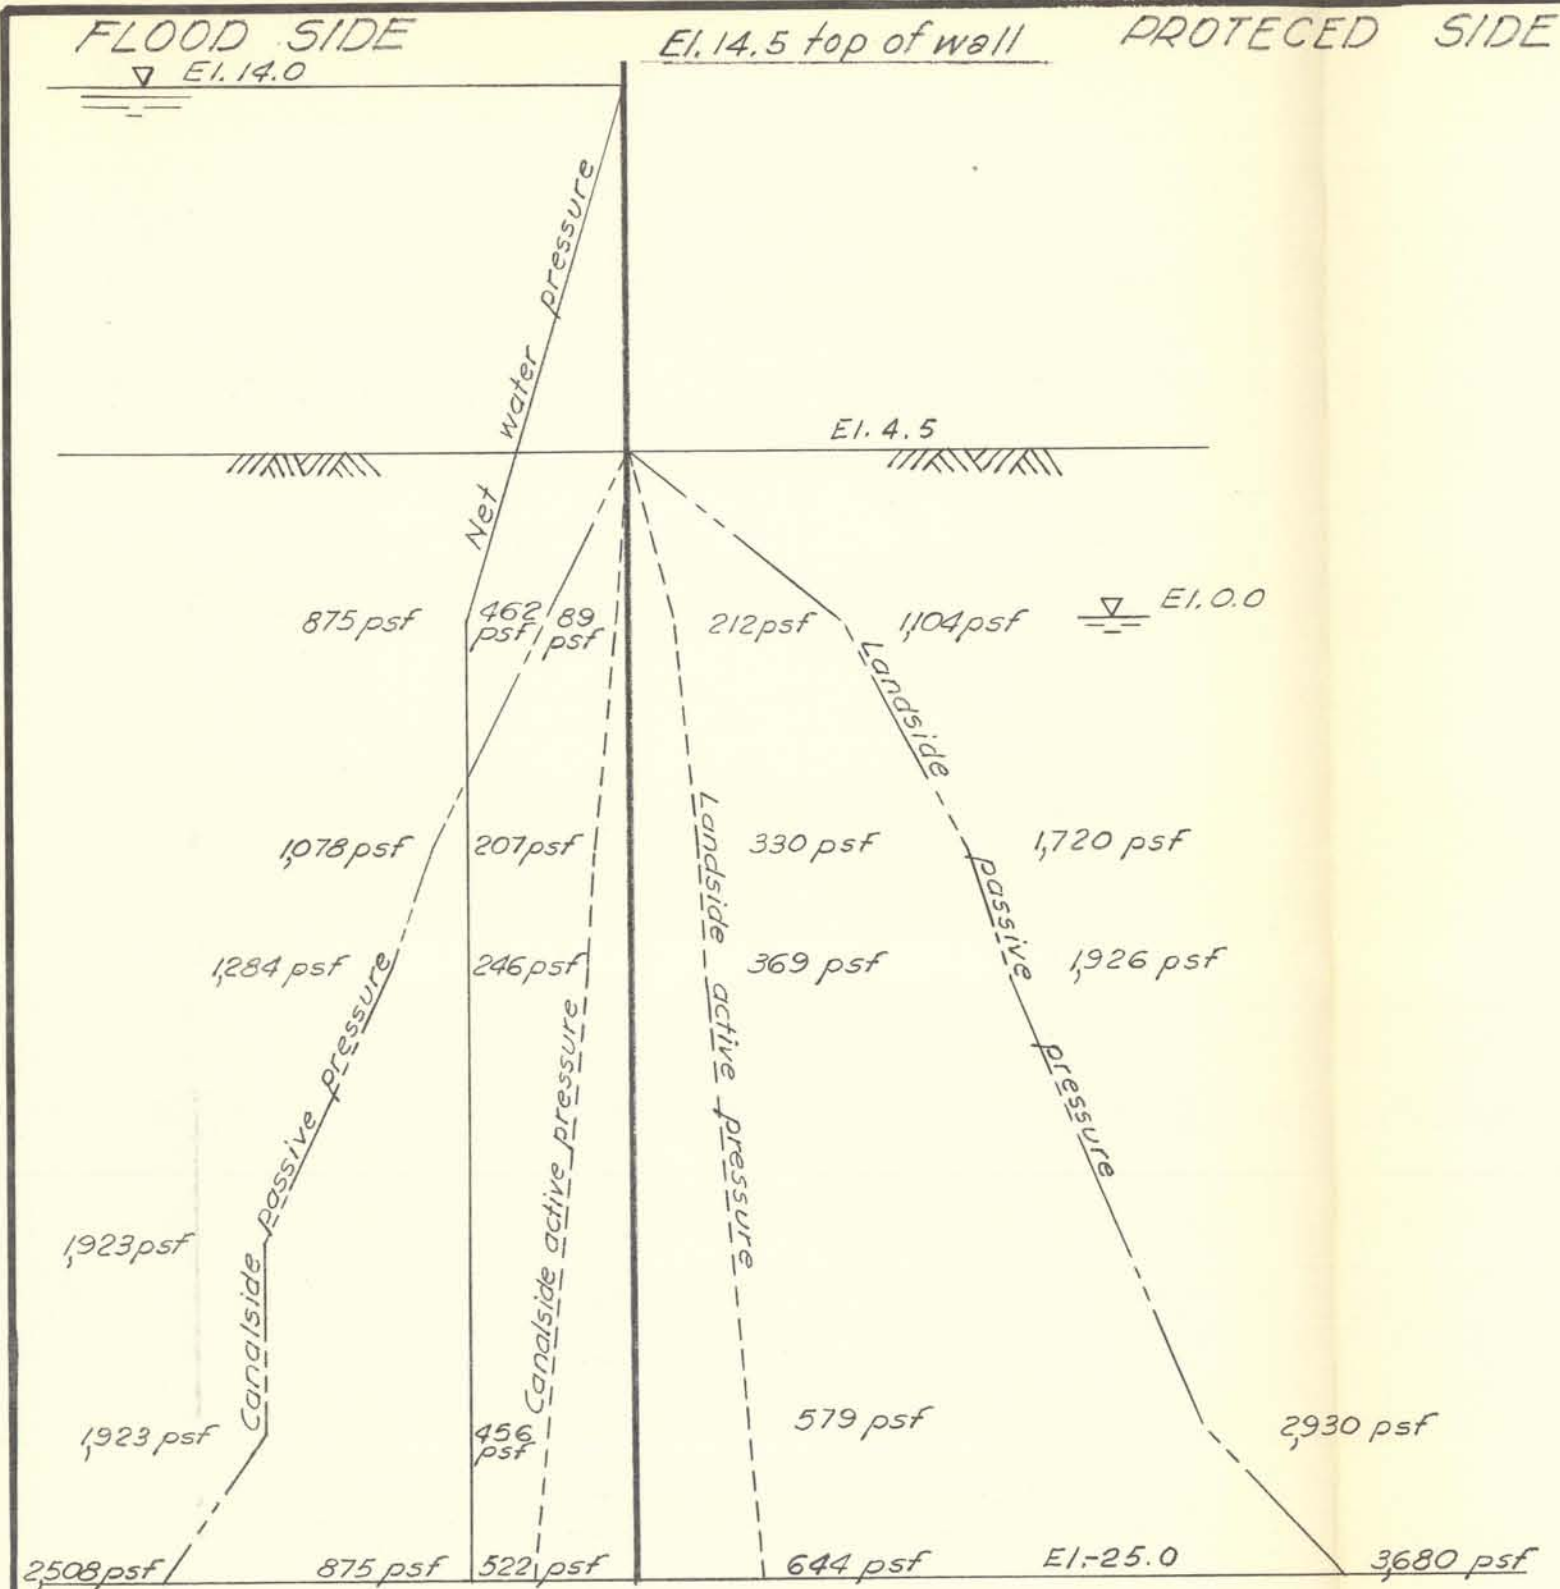 FLOOD SIDE
El. 14.5 top of wall
PROTECED SIDE
El. 14.0
Net water pressure
El. 4.5
875 psf
462 psf
89 psf
212 psf
1,104 psf
El. 0.0
Landside passive pressure
1,078 psf
207 psf
Landside active pressure
330 psf
1,720 psf
1,284 psf
246 psf
369 psf
1,926 psf
Canalside passive pressure
Canalside active pressure
1,923 psf
1,923 psf
456 psf
579 psf
2,930 psf
2,508 psf
875 psf
522 psf
644 psf
El.-25.0
3,680 psf